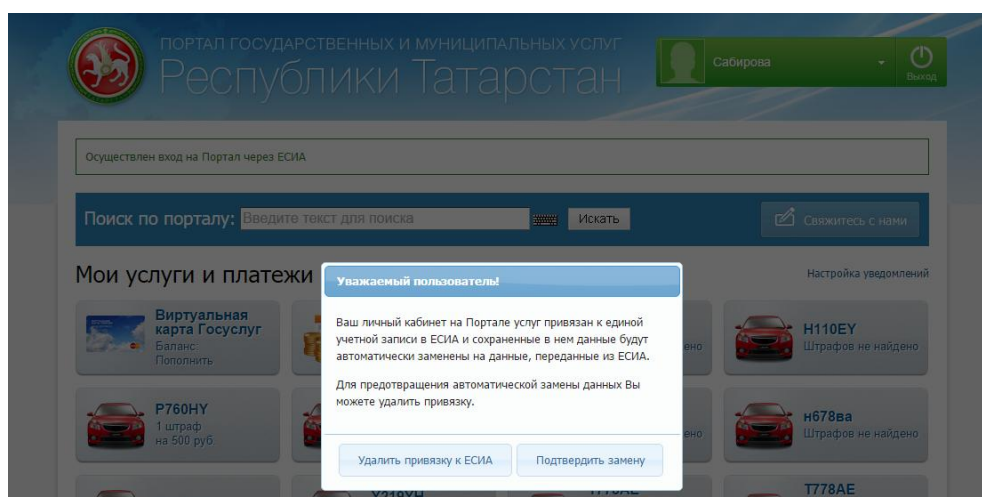 ПОРТАЛ ГОСУДАРСТВЕННЫХ И МУНИЦИПАЛЬНЫХ УСЛУГ
Республики Татарстан
Сабирова
Выход
Осуществлен вход на Портал через ЕСИА
Поиск по порталу: Введите текст для поиска Искать
Свяжитесь с нами
Мои услуги и платежи
Настройка уведомлений
Уважаемый пользователь!
Ваш личный кабинет на Портале услуг привязан к единой
учетной записи в ЕСИА и сохраненные в нем данные будут
автоматически заменены на данные, переданные из ЕСИА.
Для предотвращения автоматической замены данных Вы
можете удалить привязку.
Удалить привязку к ЕСИА
Подтвердить замену
Виртуальная
карта Госуслуг
Баланс:
Пополнить
Н110ЕУ
Штрафов не найдено
Р760НУ
1 штраф
на 500 руб.
н678ва
Штрафов не найдено
Т778АЕ